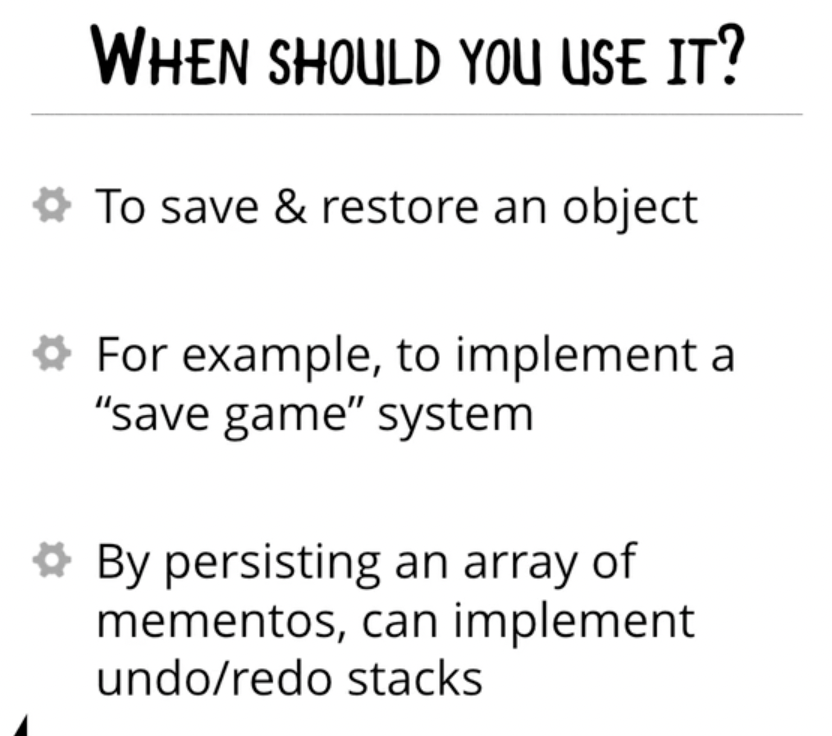 WHEN SHOULD YOU USE IT?
To save & restore an object
For example, to implement a
“save game” system
By persisting an array of
mementos, can implement
undo/redo stacks